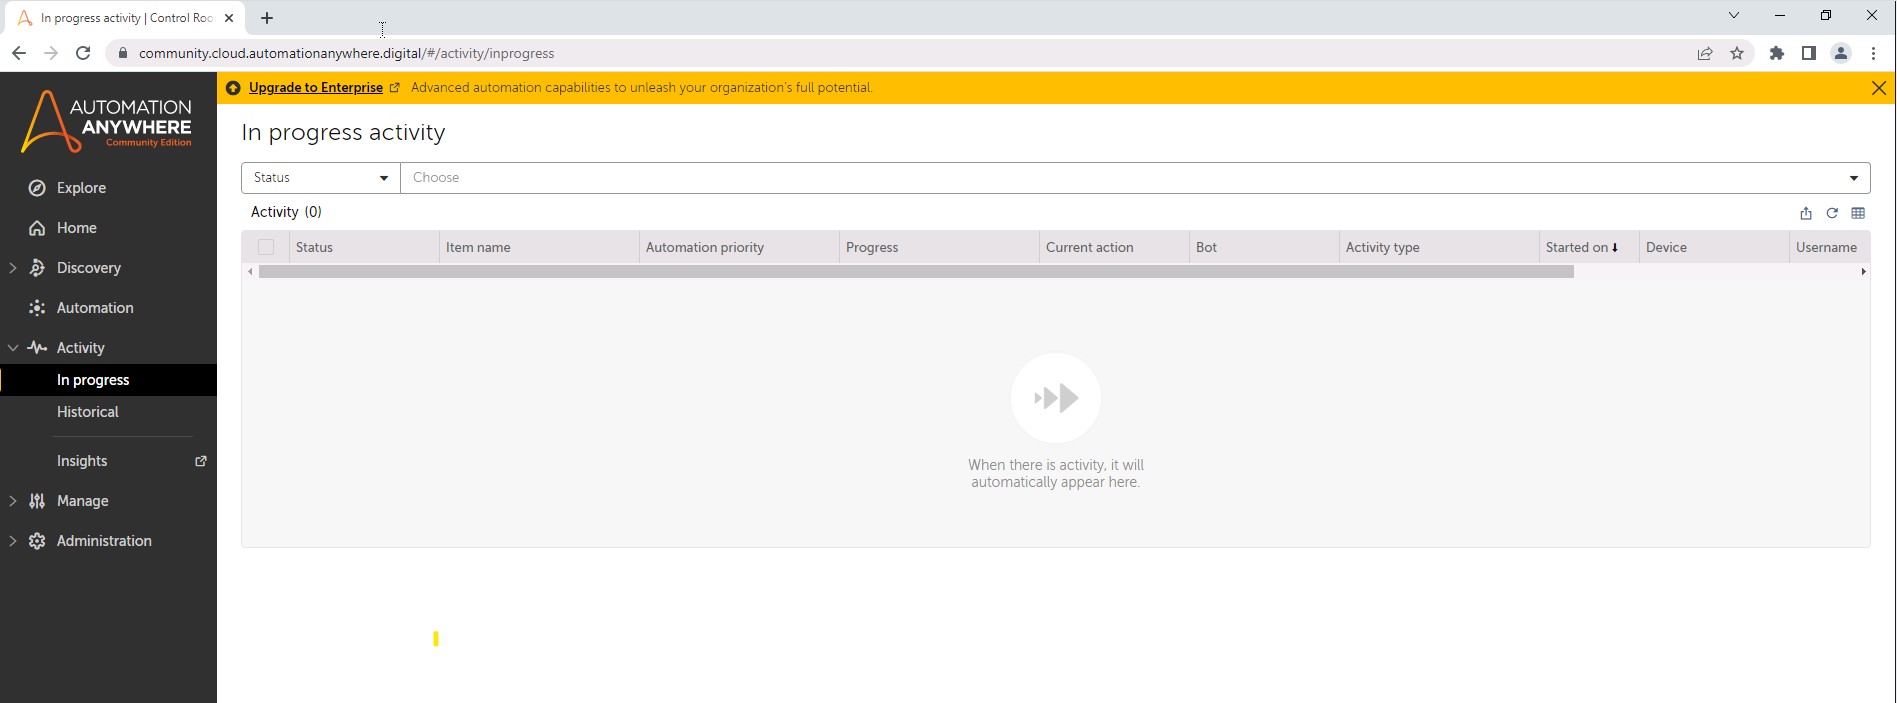 In progress activity | Control Roo
community.cloud.automationanywhere.digital/#/activity/inprogress
AUTOMATION
ANYWHERE
Community Edition
Upgrade to Enterprise Advanced automation capabilities to unleash your organization's full potential.
In progress activity
Status Choose
Activity (0)
Status Item name Automation priority Progress Current action Bot Activity type Started on Device Username
When there is activity, it will
automatically appear here.
Explore
Home
Discovery
Automation
Activity
In progress
Historical
Insights
Manage
Administration